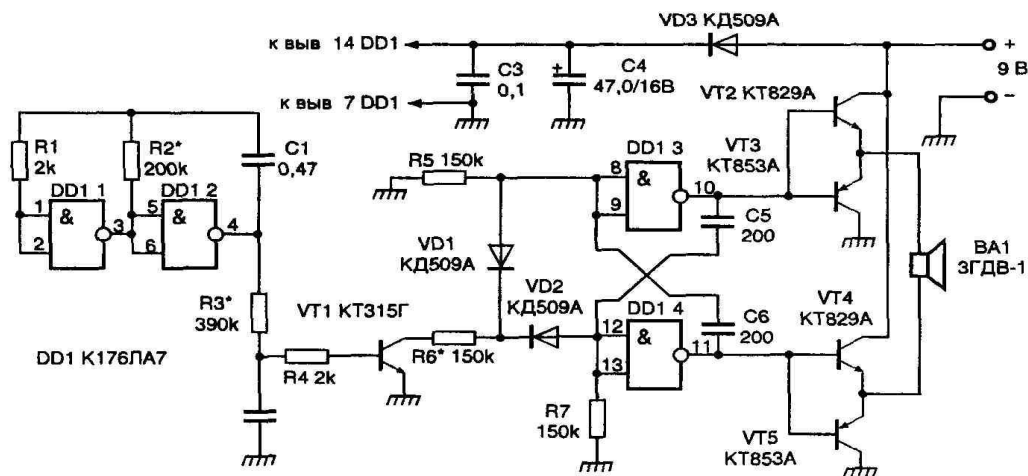 VD3 КД509А
к выв 14 DD1
+
9 В
−
C3
0,1
+
C4
47,0/16В
к выв 7 DD1
VT2 КТ829А
VT3
КТ853А
R1
2k
R2*
200k
C1
0,47
R5 150k
DD1 3
8
9
&
10
DD1 1
1
2
&
3
DD1 2
5
6
&
4
VD1
КД509А
C5
200
BA1
3ГДВ-1
VD2
КД509А
R3*
390k
VT1 КТ315Г
DD1 4
12
13
&
11
C6
200
VT4
КТ829А
R6* 150k
DD1 К176ЛА7
R4 2k
R7
150k
VT5
КТ853А